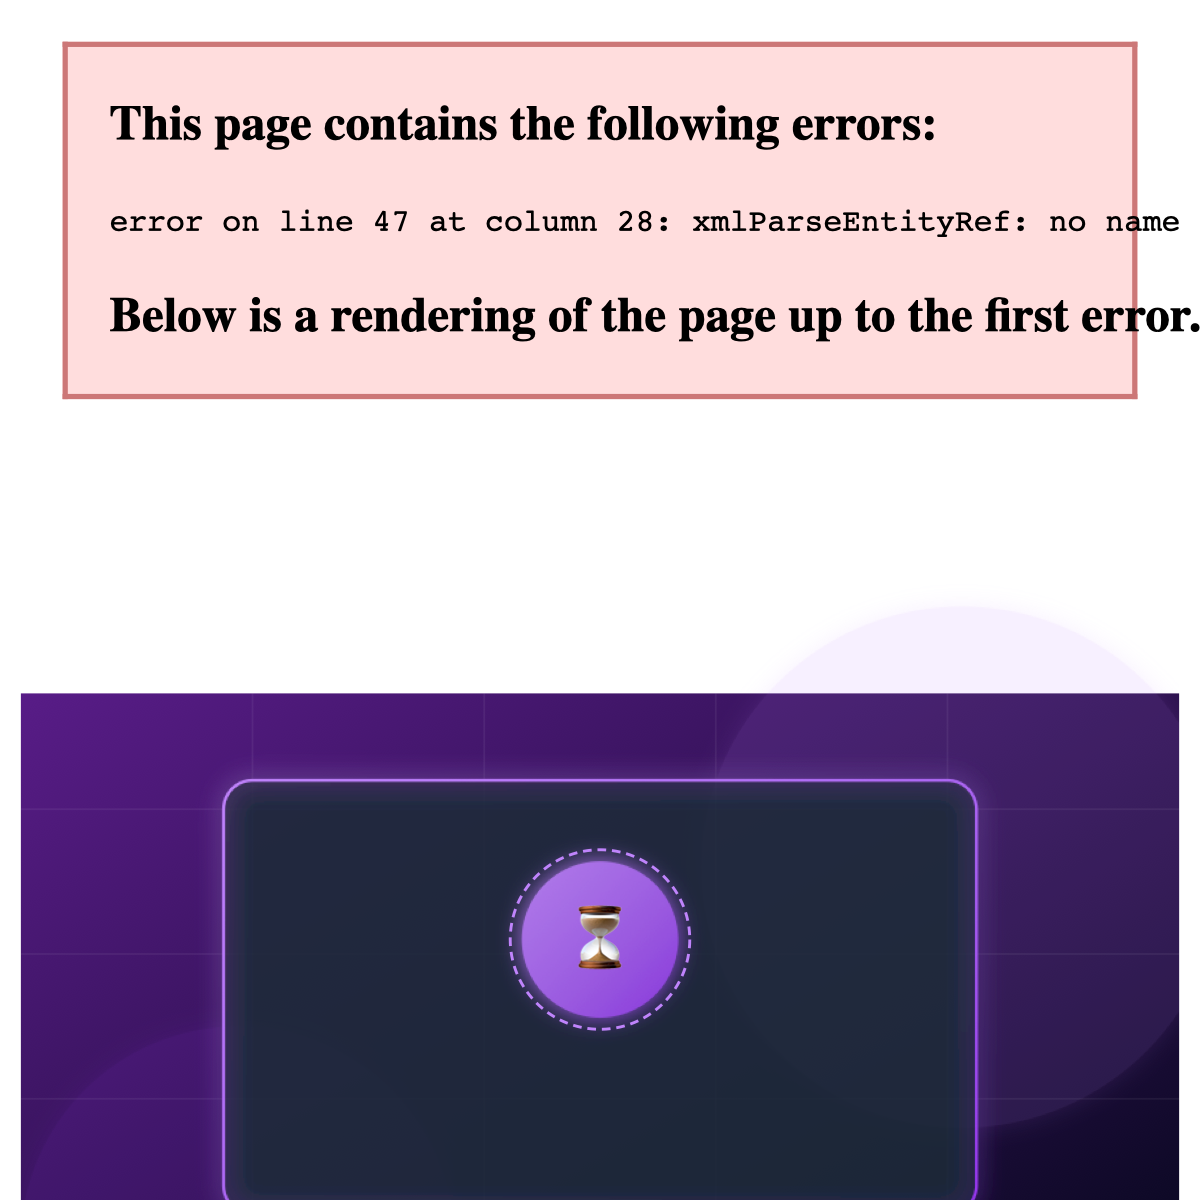 This page contains the following errors:
error on line 47 at column 28: xmlParseEntityRef: no name
Below is a rendering of the page up to the first error.